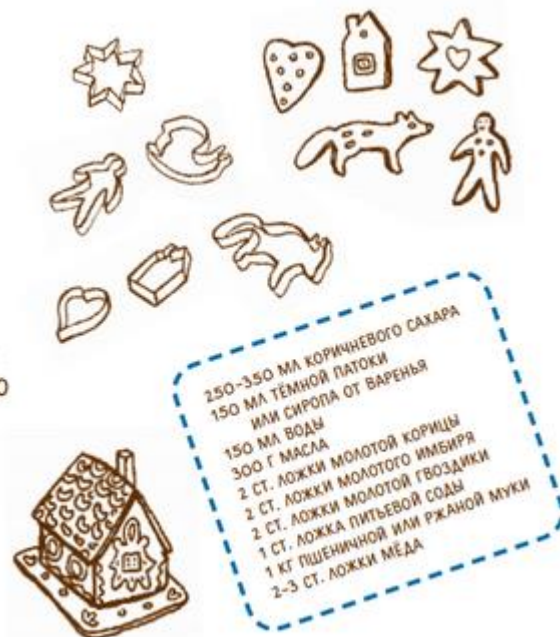 250-350 МЛ КОРИЧНЕВОГО САХАРА
150 МЛ ТЁМНОЙ ПАТОКИ
ИЛИ СИРОПА ОТ ВАРЕНЬЯ
150 МЛ ВОДЫ
300 Г МАСЛА
2 СТ. ЛОЖКИ МОЛОТОЙ КОРИЦЫ
2 СТ. ЛОЖКИ МОЛОТОГО ИМБИРЯ
2 СТ. ЛОЖКИ МОЛОТОЙ ГВОЗДИКИ
1 СТ. ЛОЖКА ПИТЬЕВОЙ СОДЫ
1 КГ ПШЕНИЧНОЙ ИЛИ РЖАНОЙ МУКИ
2-3 СТ. ЛОЖКИ МЁДА